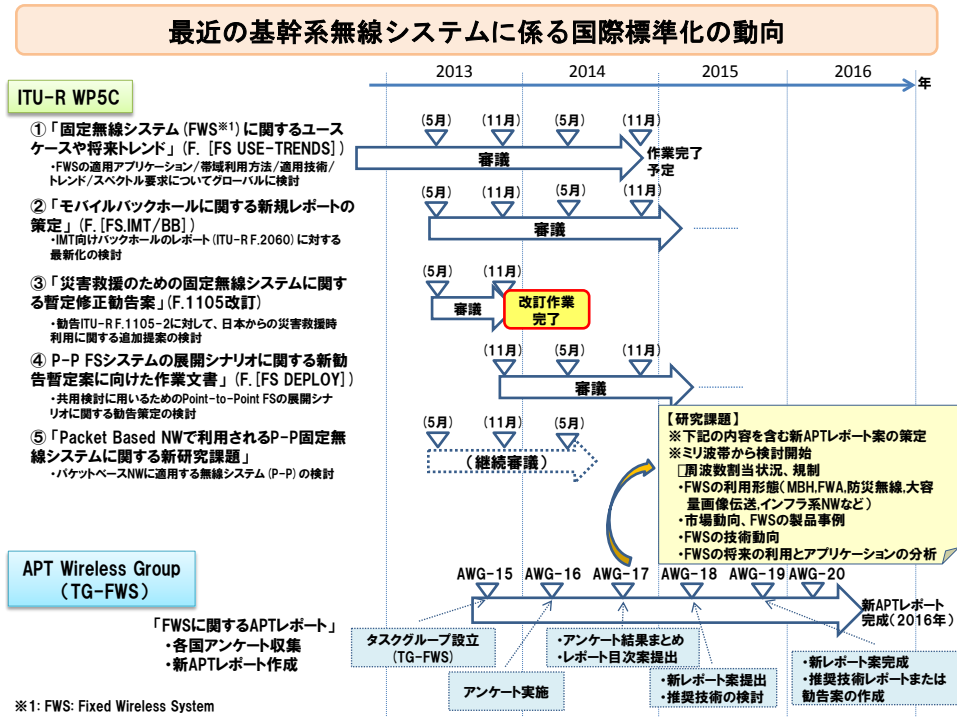 最近の基幹系無線システムに係る国際標準化の動向
2013 2014 2015 2016
年
ITU-R WP5C
①「固定無線システム(FWS※1)に関するユース
ケースや将来トレンド」(F. [FS USE-TRENDS])
・FWSの適用アプリケーション/帯域利用方法/適用技術/
トレンド/スペクトル要求についてグローバルに検討
(5月) (11月) (5月) (11月)
審議
作業完了
予定
②「モバイルバックホールに関する新規レポートの
策定」(F.[FS.IMT/BB])
・IMT向けバックホールのレポート(ITU-R F.2060)に対する
最新化の検討
(5月) (11月) (5月) (11月)
審議
③「災害救援のための固定無線システムに関す
る暫定修正勧告案」(F.1105改訂)
・勧告ITU-R F.1105-2に対して、日本からの災害救援時
利用に関する追加提案の検討
(5月) (11月)
審議
改訂作業
完了
④ P-P FSシステムの展開シナリオに関する新勧
告暫定案に向けた作業文書」(F.[FS DEPLOY])
・共用検討に用いるためのPoint-to-Point FSの展開シナ
リオに関する勧告策定の検討
(11月) (5月) (11月)
審議
⑤「Packet Based NWで利用されるP-P固定無
線システムに関する新研究課題」
・パケットベースNWに適用する無線システム(P-P)の検討
(5月) (11月) (5月)
(継続審議)
【研究課題】
※下記の内容を含む新APTレポート案の策定
※ミリ波帯から検討開始
周波数割当状況、規制
・FWSの利用形態(MBH,FWA,防災無線,大容
量画像伝送,インフラ系NWなど)
・市場動向、FWSの製品事例
・FWSの技術動向
・FWSの将来の利用とアプリケーションの分析
APT Wireless Group
(TG-FWS)
AWG-15 AWG-16 AWG-17 AWG-18 AWG-19 AWG-20
新APTレポート
完成(2016年)
「FWSに関するAPTレポート」
・各国アンケート収集
・新APTレポート作成
タスクグループ設立
(TG-FWS)
アンケート実施
・アンケート結果まとめ
・レポート目次案提出
・新レポート案提出
・推奨技術の検討
・新レポート案完成
・推奨技術レポートまたは
勧告案の作成
※1: FWS: Fixed Wireless System